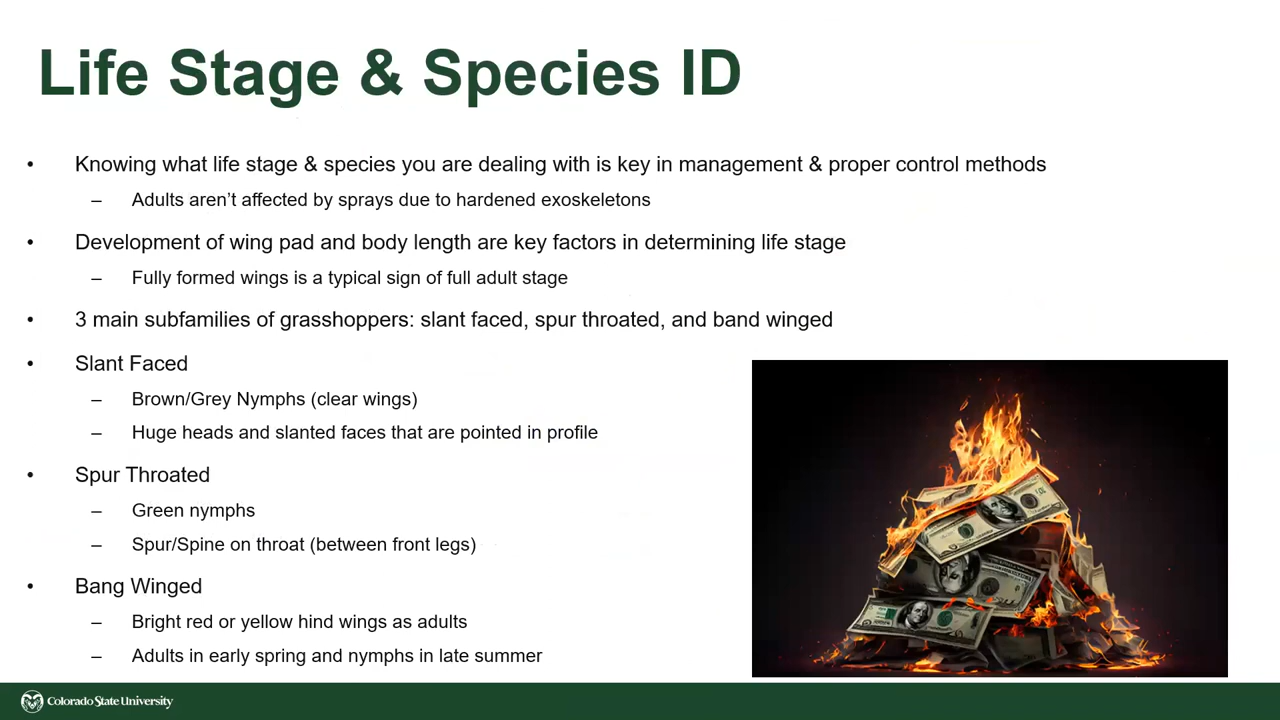 Life Stage & Species ID
• Knowing what life stage & species you are dealing with is key in management & proper control methods
– Adults aren’t affected by sprays due to hardened exoskeletons
• Development of wing pad and body length are key factors in determining life stage
– Fully formed wings is a typical sign of full adult stage
• 3 main subfamilies of grasshoppers: slant faced, spur throated, and band winged
• Slant Faced
– Brown/Grey Nymphs (clear wings)
– Huge heads and slanted faces that are pointed in profile
• Spur Throated
– Green nymphs
– Spur/Spine on throat (between front legs)
• Bang Winged
– Bright red or yellow hind wings as adults
– Adults in early spring and nymphs in late summer
Colorado State University